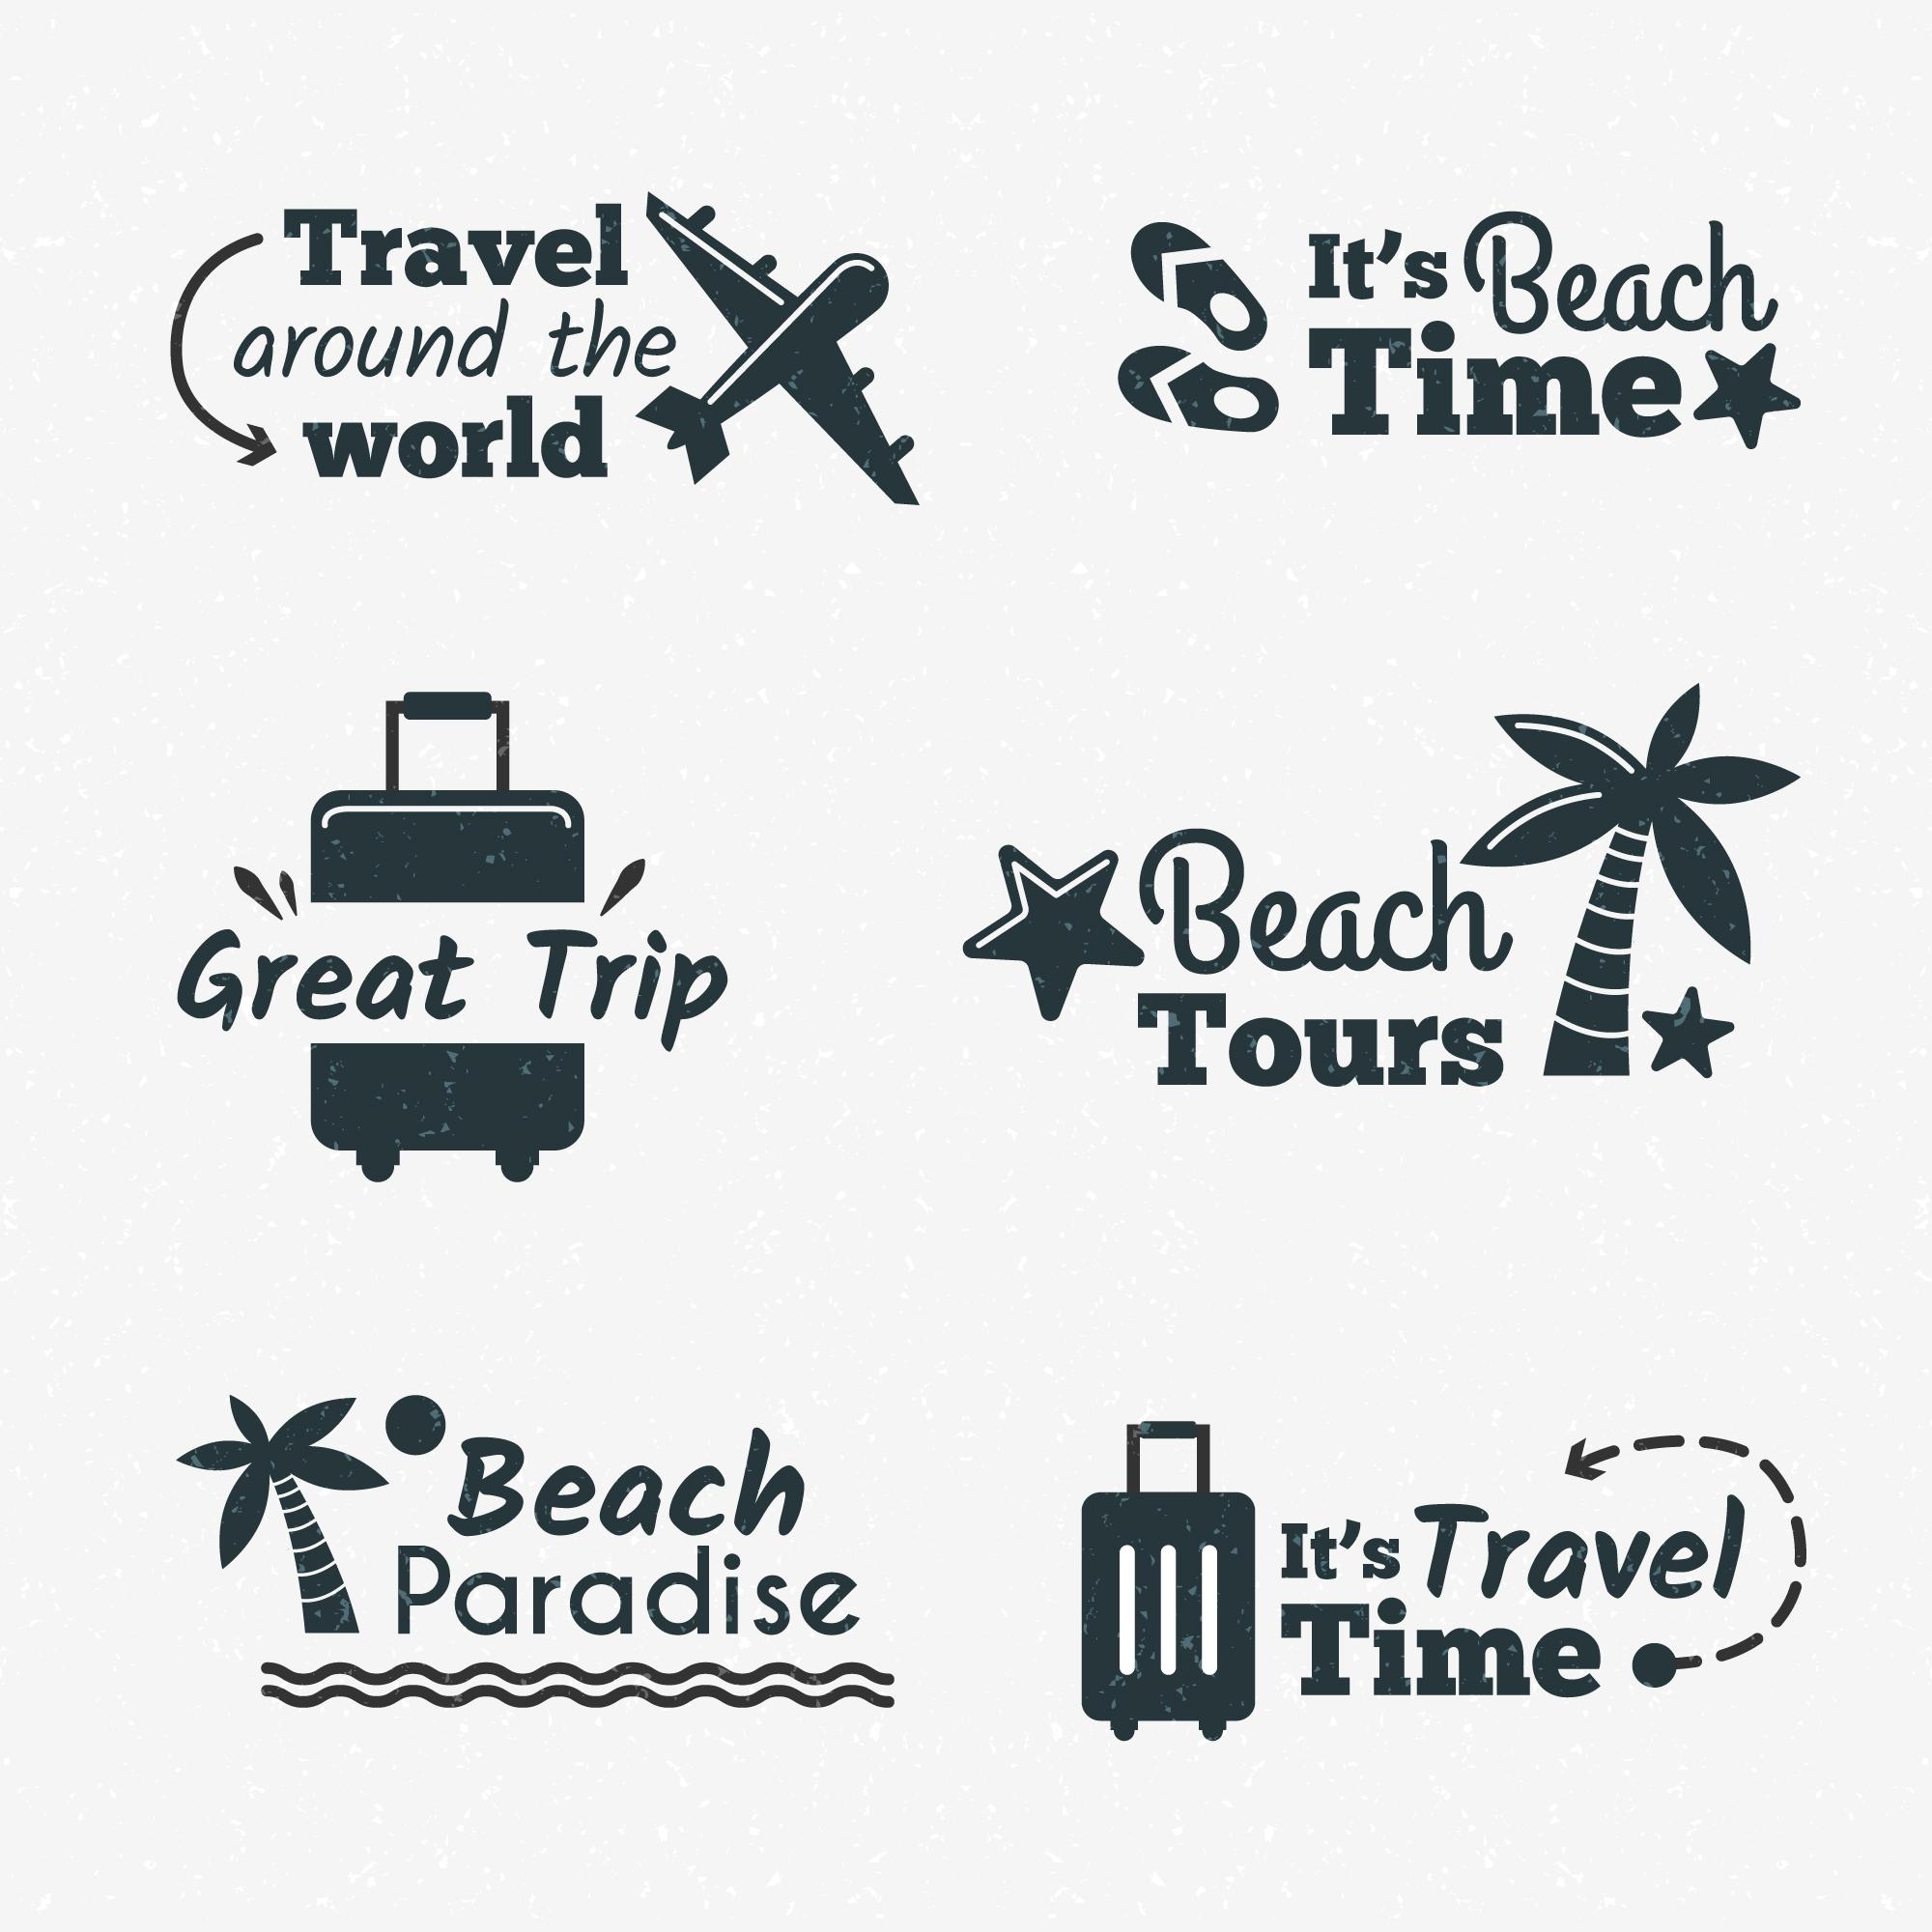 Travel
around the
world
It’s Beach
Time
Great Trip
Beach
Tours
Beach
Paradise
It’s Travel
Time